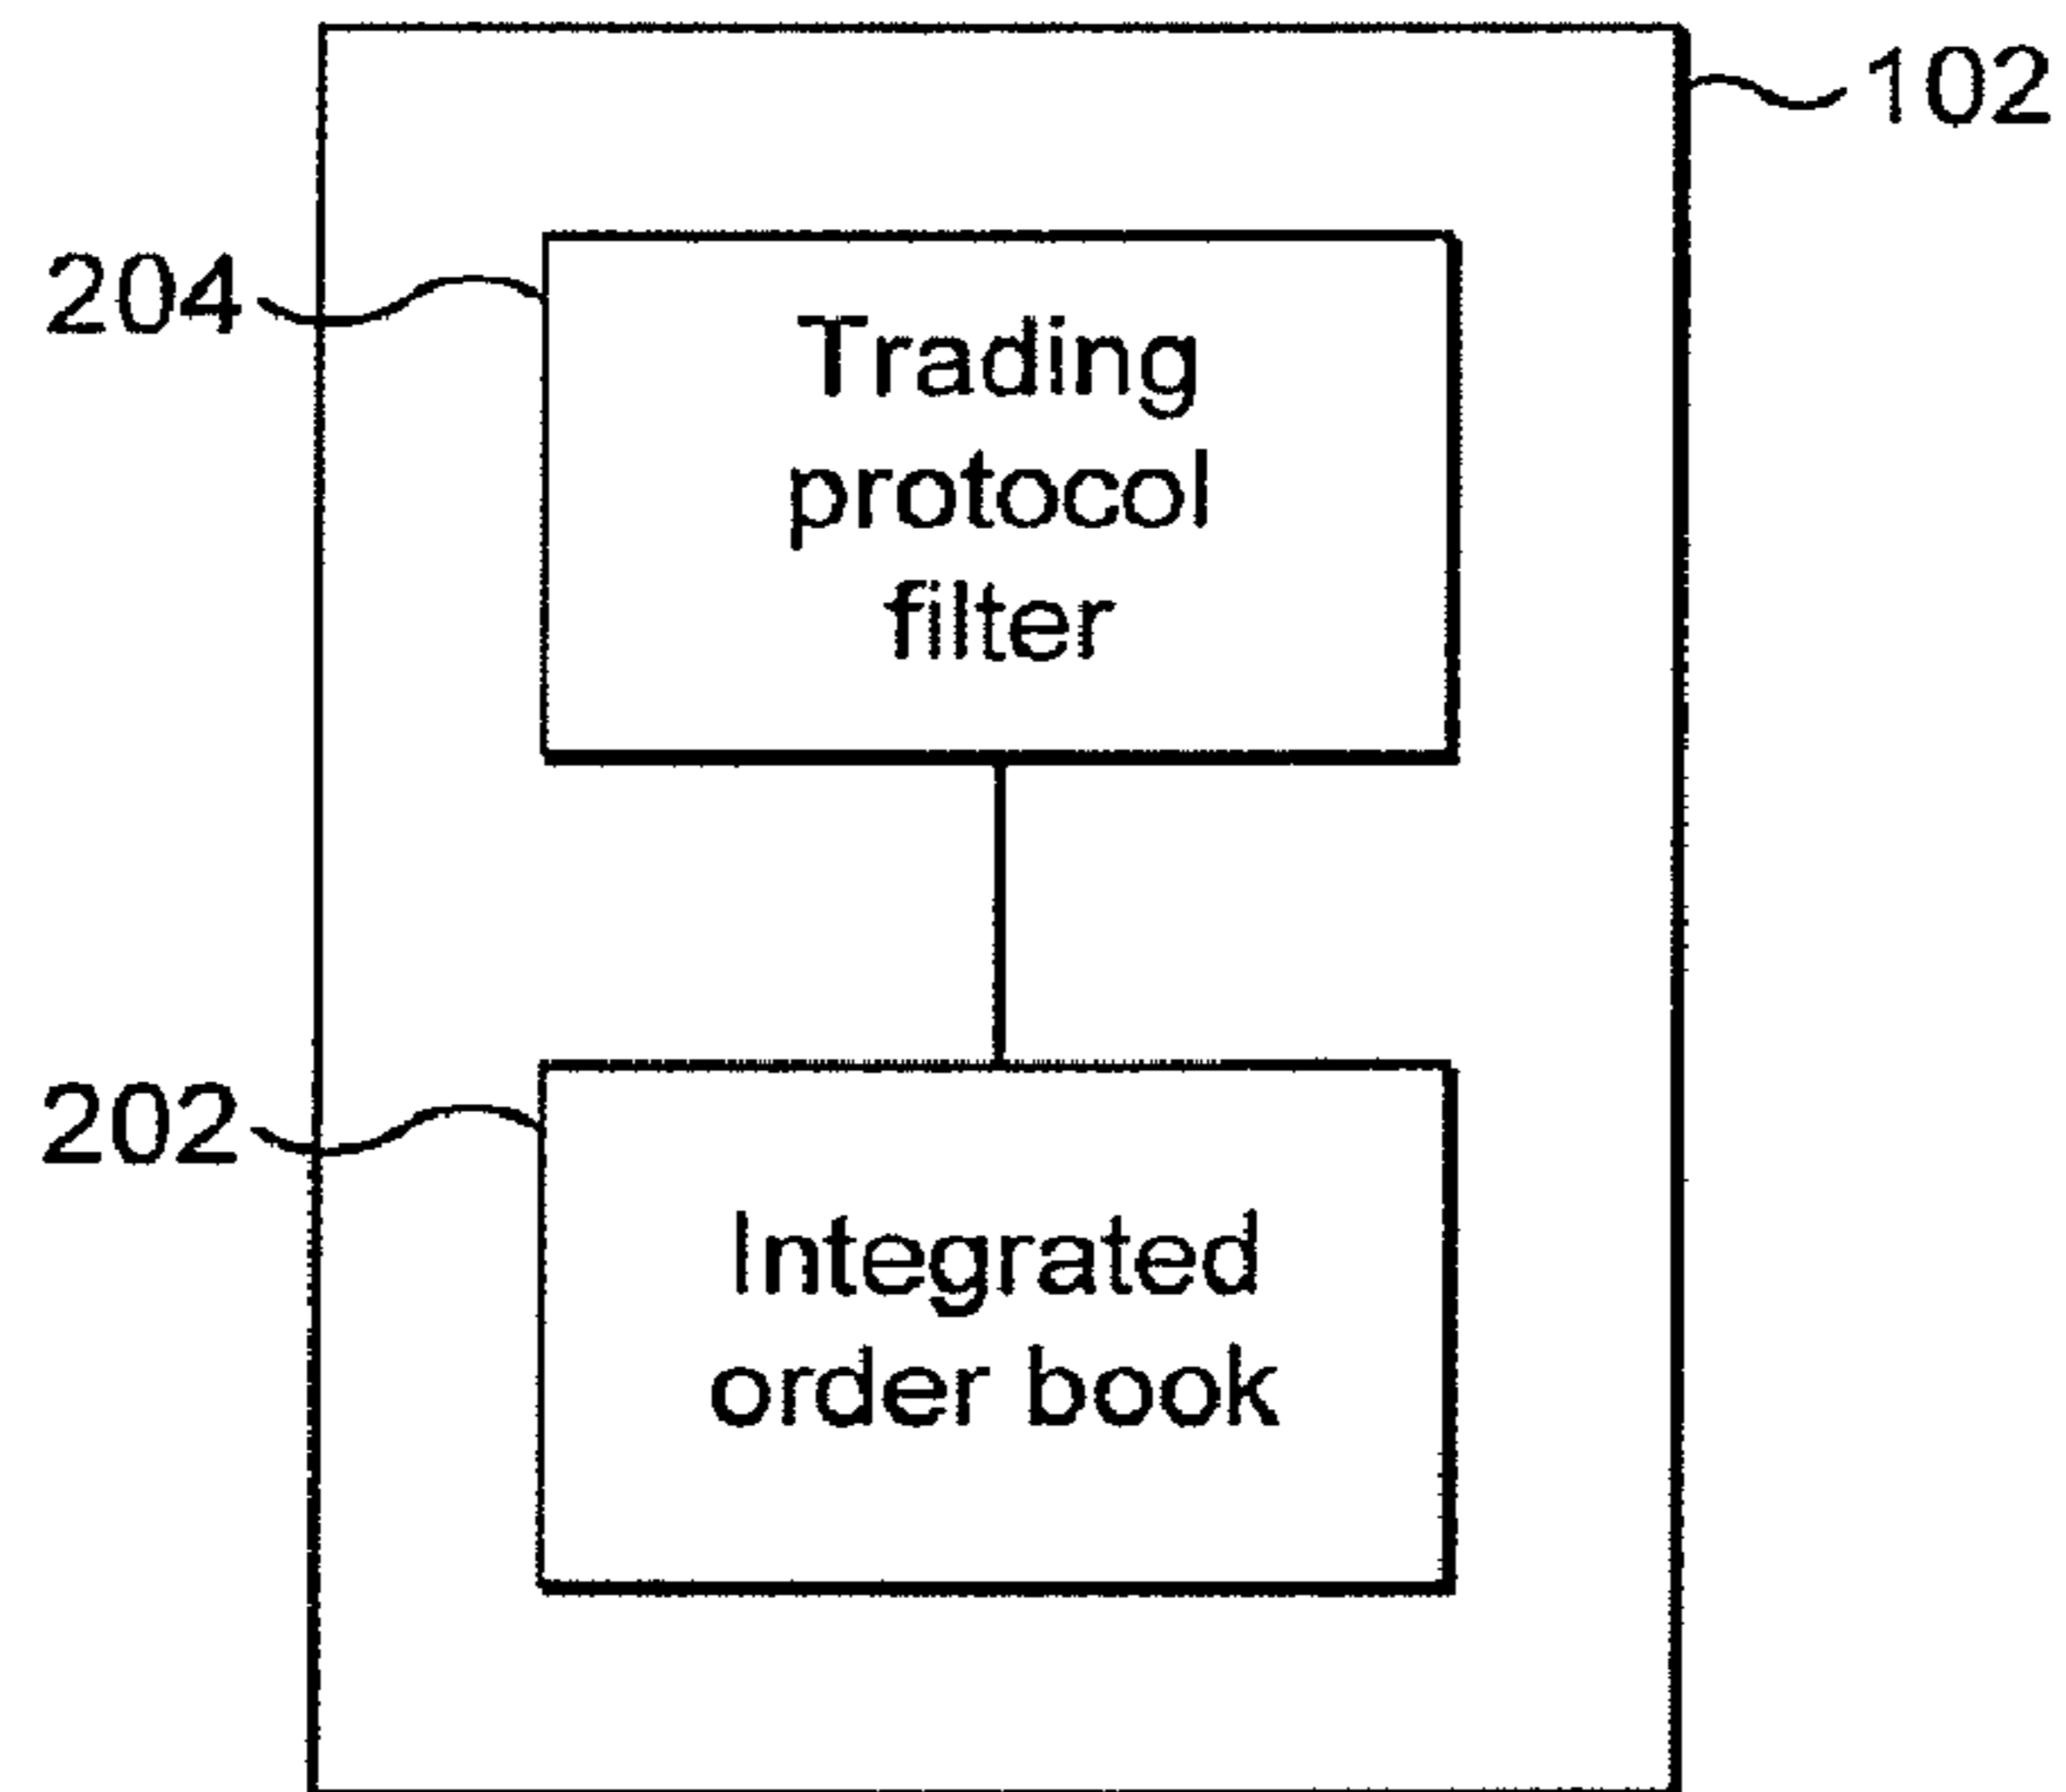 102
204
Trading
protocol
filter
202
Integrated
order book